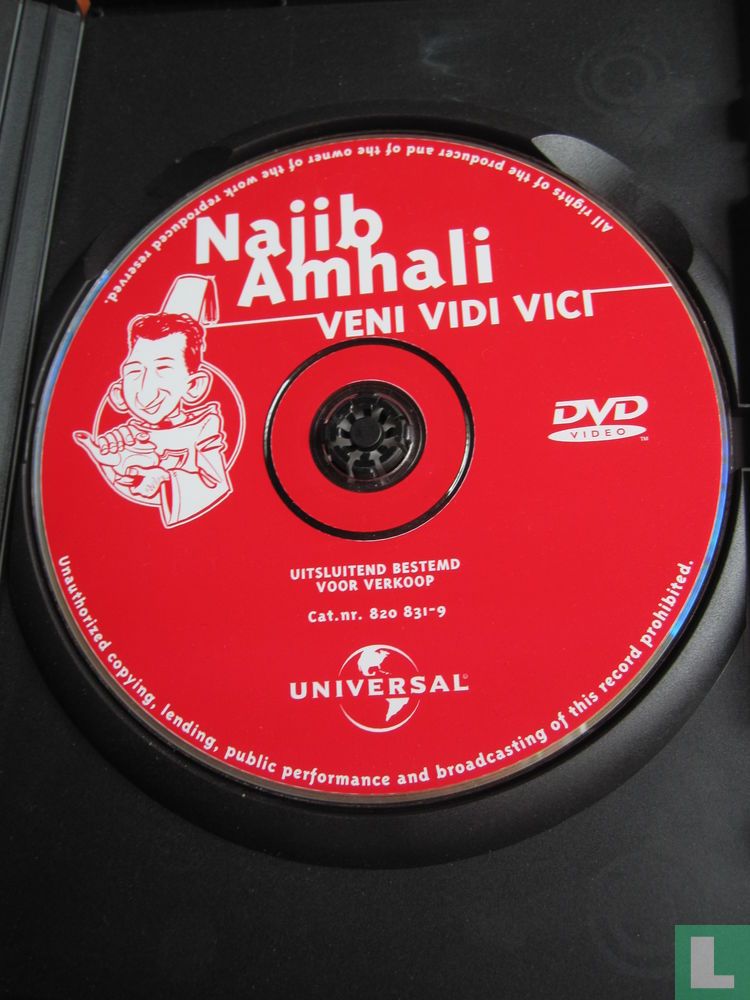 All rights of the producer and of the owner of the work reproduced reserved.
Najib
Amhali
VENI VIDI VICI
DVD
VIDEO
TM
UITSLUITEND BESTEMD
VOOR VERKOOP
Cat.nr. 820 831-9
UNIVERSAL
®
Unauthorized copying, lending, public performance and broadcasting of this record prohibited.
L